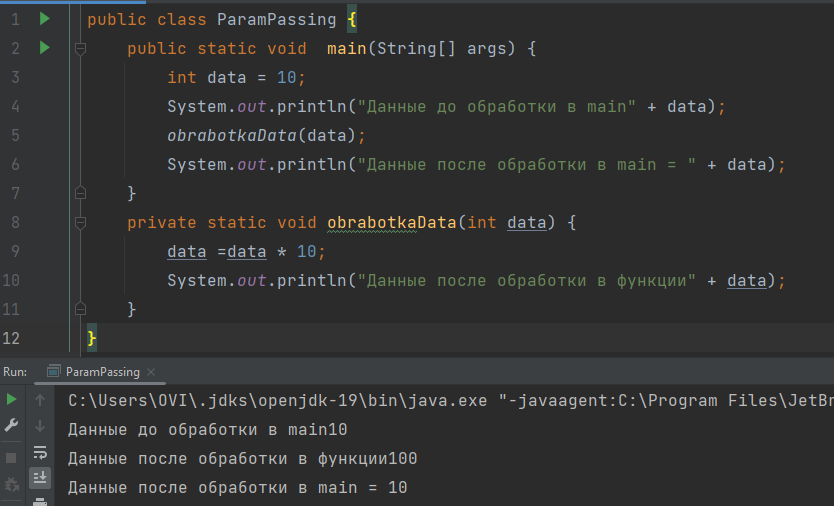 1 public class ParamPassing {
2 public static void  main(String[] args) {
3 int data = 10;
4 System.out.println("Данные до обработки в main" + data);
5 obrabotkaData(data);
6 System.out.println("Данные после обработки в main = " + data);
7 }
8 private static void obrabotkaData(int data) {
9 data =data * 10;
10 System.out.println("Данные после обработки в функции" + data);
11 }
12 }
Run: ParamPassing ×
C:\Users\OVI\.jdks\openjdk-19\bin\java.exe "-javaagent:C:\Program Files\JetBr
Данные до обработки в main10
Данные после обработки в функции100
Данные после обработки в main = 10